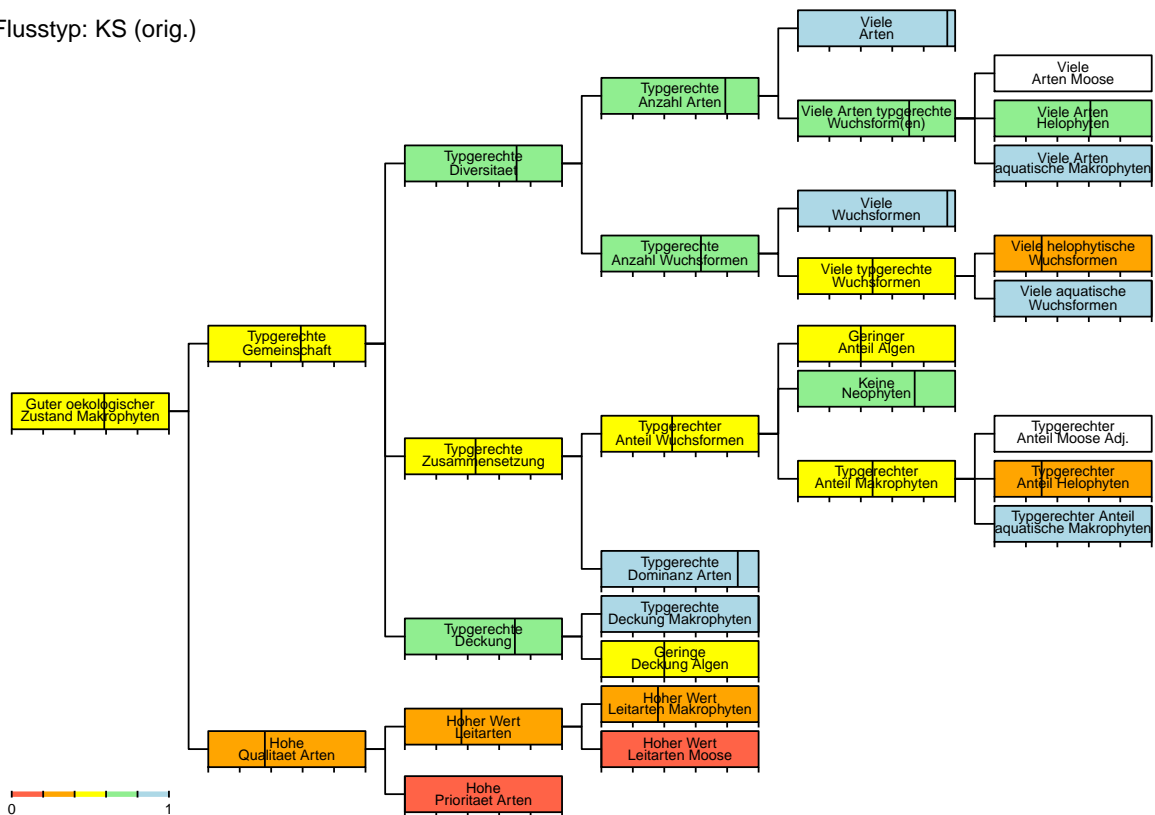 Flusstyp: KS (orig.)
Viele
Arten
Viele
Arten Moose
Typgerechte
Anzahl Arten
Viele Arten typgerechte
Wuchsform(en)
Viele Arten
Helophyten
Viele Arten
aquatische Makrophyten
Typgerechte
Diversitaet
Viele
Wuchsformen
Typgerechte
Anzahl Wuchsformen
Viele typgerechte
Wuchsformen
Viele helophytische
Wuchsformen
Viele aquatische
Wuchsformen
Typgerechte
Gemeinschaft
Geringer
Anteil Algen
Keine
Neophyten
Guter oekologischer
Zustand Makrophyten
Typgerechte
Zusammensetzung
Typgerechter
Anteil Wuchsformen
Typgerechter
Anteil Moose Adj.
Typgerechter
Anteil Makrophyten
Typgerechter
Anteil Helophyten
Typgerechter Anteil
aquatische Makrophyten
Typgerechte
Dominanz Arten
Typgerechte
Deckung
Typgerechte
Deckung Makrophyten
Geringe
Deckung Algen
Hohe
Qualitaet Arten
Hoher Wert
Leitarten
Hoher Wert
Leitarten Makrophyten
Hoher Wert
Leitarten Moose
Hohe
Prioritaet Arten
0
1